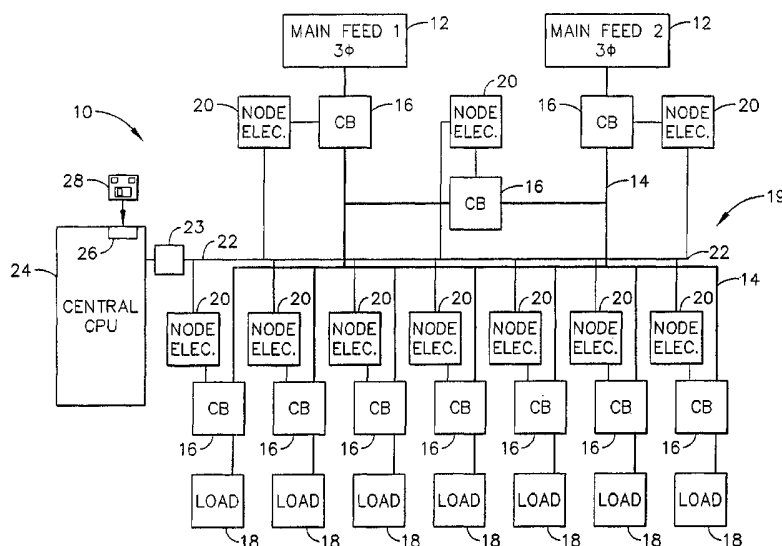 MAIN FEED 1
3Φ
12
MAIN FEED 2
3Φ
12
20
NODE
ELEC.
16
CB
20
NODE
ELEC.
16
CB
20
NODE
ELEC.
10
28
16
CB
14
19
23
22
22
24
26
14
CENTRAL
CPU
20
20
20
20
20
20
20
NODE
ELEC.
NODE
ELEC.
NODE
ELEC.
NODE
ELEC.
NODE
ELEC.
NODE
ELEC.
NODE
ELEC.
CB
CB
CB
CB
CB
CB
CB
16
16
16
16
16
16
16
LOAD
LOAD
LOAD
LOAD
LOAD
LOAD
LOAD
18
18
18
18
18
18
18